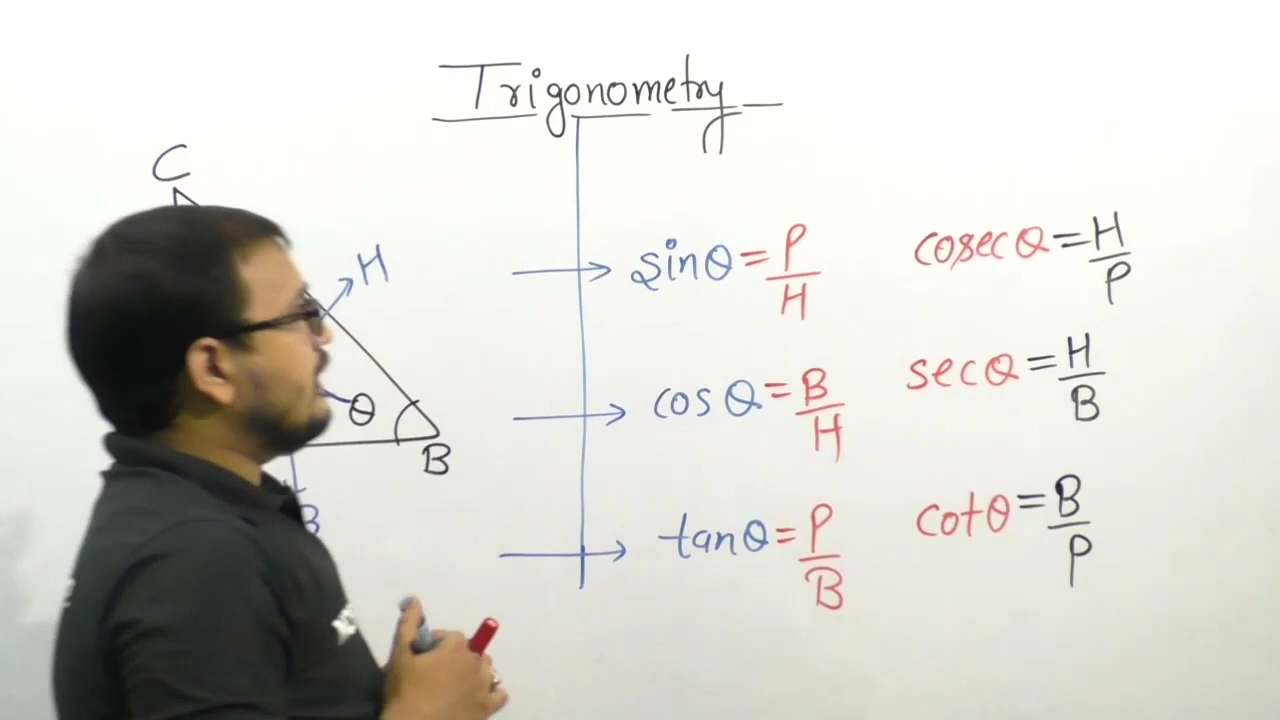 Trigonometry
C
H
θ
B
B
sinθ = P/H
cosecθ = H/P
cosθ = B/H
secθ = H/B
tanθ = P/B
cotθ = B/P